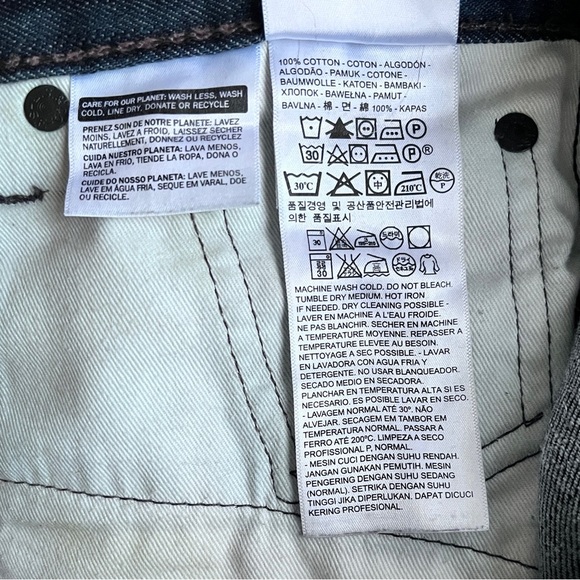 CARE FOR OUR PLANET: WASH LESS, WASH
COLD, LINE DRY, DONATE OR RECYCLE
PRENEZ SOIN DE NOTRE PLANETE: LAVEZ
MOINS, LAVEZ A FROID, LAISSEZ SÉCHER
NATURELLEMENT, DONNEZ OU RECYCLEZ
CUIDA NUESTRO PLANETA: LAVA MENOS,
LAVA EN FRIO, TIENDE LA ROPA, DONA O
RECICLA.
CUIDE DO NOSSO PLANETA: LAVE MENOS,
LAVE EM ÁGUA FRIA, SEQUE EM VARAL, DOE
OU RECICLE.
100% COTTON - COTON - ALGODÓN -
ALGODÃO - PAMUK - COTONE -
BAUMWOLLE - KATOEN - BAMBAKI -
ХЛОПОК - BAWEŁNA - PAMUT -
BAVLNA - 棉 - 면 - 綿 100% - KAPAS
P
30 P ®
30°C 中 210°C 乾洗 P
품질경영 및 공산품안전관리법에
의한 품질표시
30
30
MACHINE WASH COLD. DO NOT BLEACH.
TUMBLE DRY MEDIUM. HOT IRON
IF NEEDED. DRY CLEANING POSSIBLE -
LAVER EN MACHINE A L'EAU FROIDE.
NE PAS BLANCHIR. SECHER EN MACHINE
A TEMPERATURE MOYENNE. REPASSER A
TEMPERATURE ELEVEE AU BESOIN.
NETTOYAGE A SEC POSSIBLE. - LAVAR
EN LAVADORA CON AGUA FRIA Y
DETERGENTE. NO USAR BLANQUEADOR.
SECADO MEDIO EN SECADORA.
PLANCHAR EN TEMPERATURA ALTA SI ES
NECESARIO. ES POSIBLE LAVAR EN SECO.
- LAVAGEM NORMAL ATÉ 30º. NÃO
ALVEJAR. SECAGEM EM TAMBOR EM
TEMPERATURA NORMAL. PASSAR A
FERRO ATÉ 200ºC. LIMPEZA A SECO
PROFISSIONAL P, NORMAL.
- MESIN CUCI DENGAN SUHU RENDAH.
JANGAN GUNAKAN PEMUTIH. MESIN
PENGERING DENGAN SUHU SEDANG
(NORMAL). SETRIKA DENGAN SUHU
TINGGI JIKA DIPERLUKAN. DAPAT DICUCI
KERING PROFESIONAL.